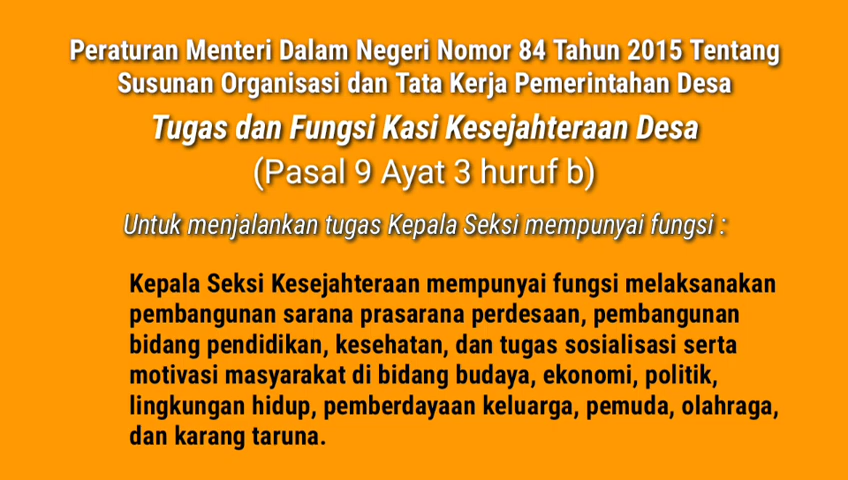 Peraturan Menteri Dalam Negeri Nomor 84 Tahun 2015 Tentang
Susunan Organisasi dan Tata Kerja Pemerintahan Desa
Tugas dan Fungsi Kasi Kesejahteraan Desa
(Pasal 9 Ayat 3 huruf b)
Untuk menjalankan tugas Kepala Seksi mempunyai fungsi :
Kepala Seksi Kesejahteraan mempunyai fungsi melaksanakan
pembangunan sarana prasarana perdesaan, pembangunan
bidang pendidikan, kesehatan, dan tugas sosialisasi serta
motivasi masyarakat di bidang budaya, ekonomi, politik,
lingkungan hidup, pemberdayaan keluarga, pemuda, olahraga,
dan karang taruna.